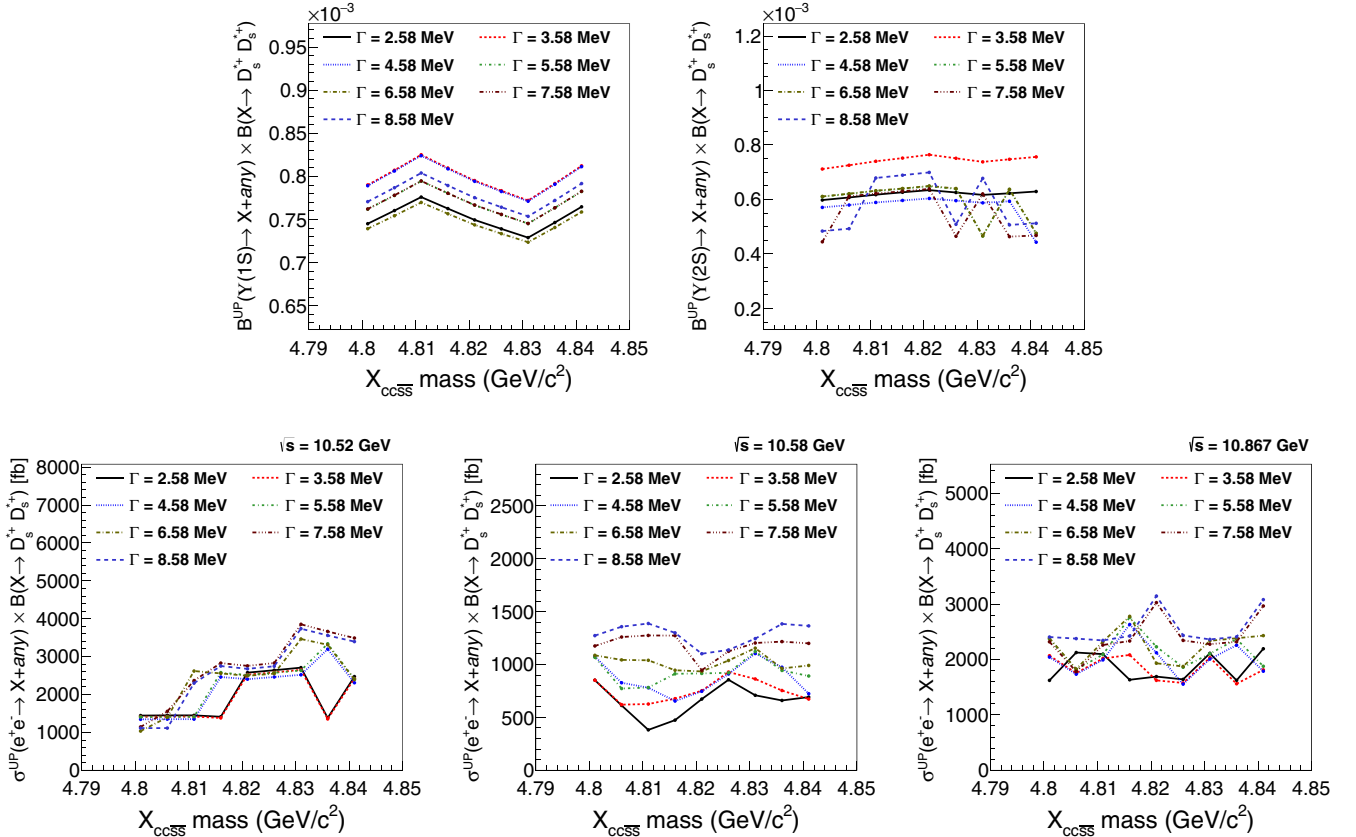 ×10⁻³
Γ = 2.58 MeV Γ = 3.58 MeV
Γ = 4.58 MeV Γ = 5.58 MeV
Γ = 6.58 MeV Γ = 7.58 MeV
Γ = 8.58 MeV
0.95
0.9
0.85
0.8
0.75
0.7
0.65
B^UP(Υ(1S)→ X+any) × B(X→ D_s^*+ D_s^*+)
4.79 4.8 4.81 4.82 4.83 4.84 4.85
X_ccs̅s̅ mass (GeV/c²)
×10⁻³
Γ = 2.58 MeV Γ = 3.58 MeV
Γ = 4.58 MeV Γ = 5.58 MeV
Γ = 6.58 MeV Γ = 7.58 MeV
Γ = 8.58 MeV
1.2
1
0.8
0.6
0.4
0.2
B^UP(Υ(2S)→ X+any) × B(X→ D_s^*+ D_s^*+)
4.79 4.8 4.81 4.82 4.83 4.84 4.85
X_ccs̅s̅ mass (GeV/c²)
√s = 10.52 GeV
Γ = 2.58 MeV Γ = 3.58 MeV
Γ = 4.58 MeV Γ = 5.58 MeV
Γ = 6.58 MeV Γ = 7.58 MeV
Γ = 8.58 MeV
8000
7000
6000
5000
4000
3000
2000
1000
0
σ^UP(e⁺e⁻→ X+any) × B(X→ D_s^*+ D_s^*+) [fb]
4.79 4.8 4.81 4.82 4.83 4.84 4.85
X_ccs̅s̅ mass (GeV/c²)
√s = 10.58 GeV
Γ = 2.58 MeV Γ = 3.58 MeV
Γ = 4.58 MeV Γ = 5.58 MeV
Γ = 6.58 MeV Γ = 7.58 MeV
Γ = 8.58 MeV
2500
2000
1500
1000
500
0
σ^UP(e⁺e⁻→ X+any) × B(X→ D_s^*+ D_s^*+) [fb]
4.79 4.8 4.81 4.82 4.83 4.84 4.85
X_ccs̅s̅ mass (GeV/c²)
√s = 10.867 GeV
Γ = 2.58 MeV Γ = 3.58 MeV
Γ = 4.58 MeV Γ = 5.58 MeV
Γ = 6.58 MeV Γ = 7.58 MeV
Γ = 8.58 MeV
5000
4000
3000
2000
1000
0
σ^UP(e⁺e⁻→ X+any) × B(X→ D_s^*+ D_s^*+) [fb]
4.79 4.8 4.81 4.82 4.83 4.84 4.85
X_ccs̅s̅ mass (GeV/c²)